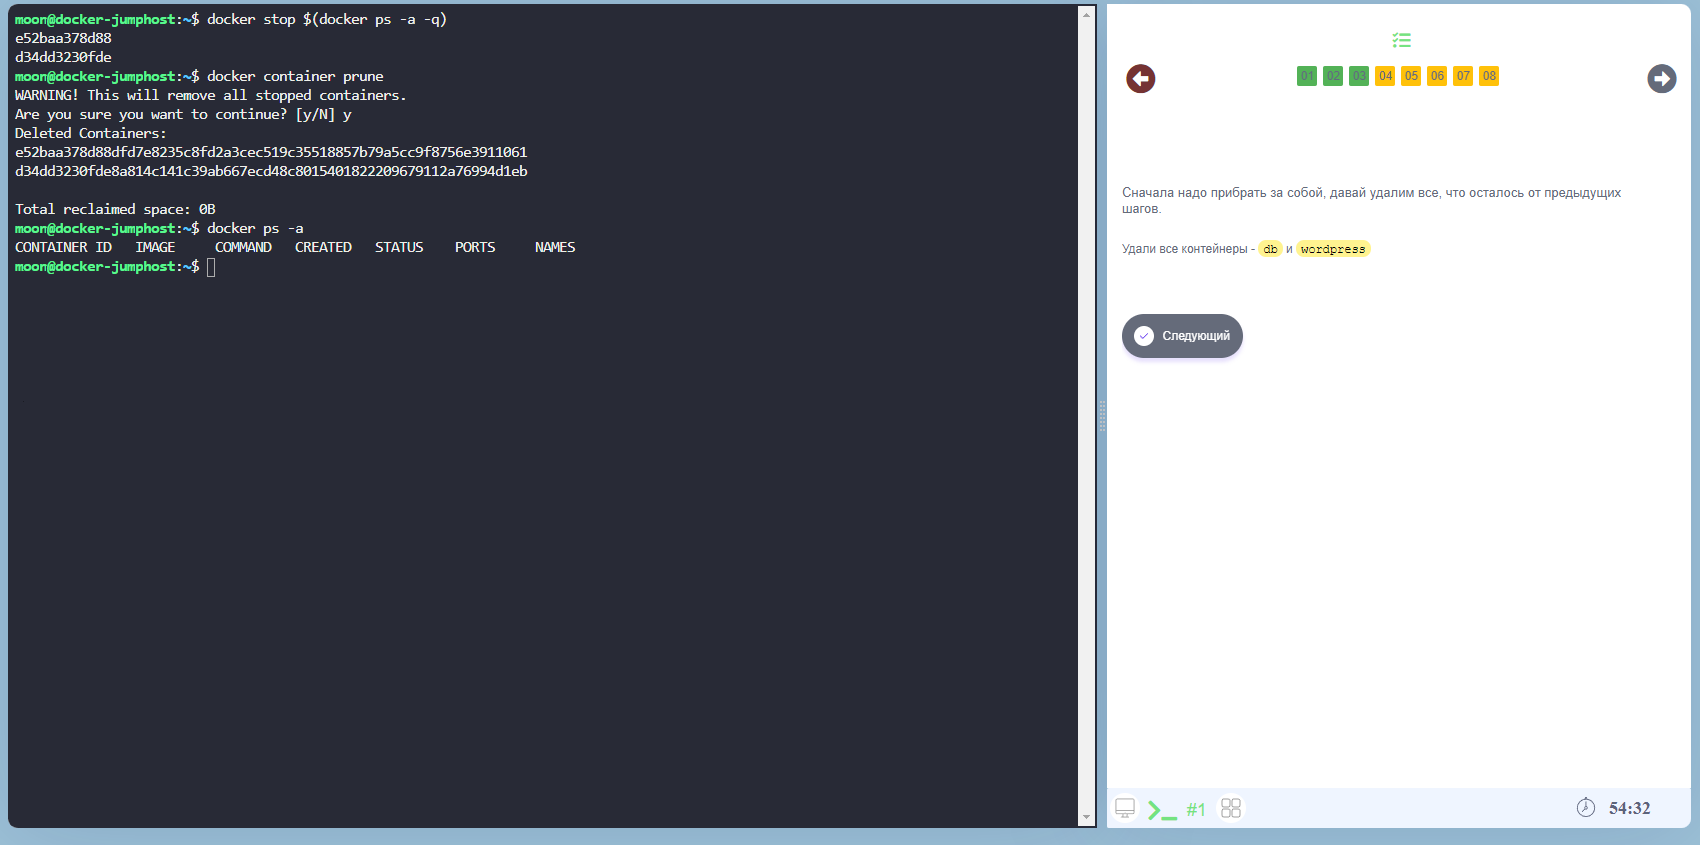 moon@docker-jumphost:~$ docker stop $(docker ps -a -q)
e52baa378d88
d34dd3230fde
moon@docker-jumphost:~$ docker container prune
WARNING! This will remove all stopped containers.
Are you sure you want to continue? [y/N] y
Deleted Containers:
e52baa378d88dfd7e8235c8fd2a3cec519c35518857b79a5cc9f8756e3911061
d34dd3230fde8a814c141c39ab667ecd48c8015401822209679112a76994d1eb
Total reclaimed space: 0B
moon@docker-jumphost:~$ docker ps -a
CONTAINER ID   IMAGE     COMMAND   CREATED   STATUS    PORTS     NAMES
moon@docker-jumphost:~$
01 02 03 04 05 06 07 08
Сначала надо прибрать за собой, давай удалим все, что осталось от предыдущих
шагов.
Удали все контейнеры - db и wordpress
Следующий
#1
54:32